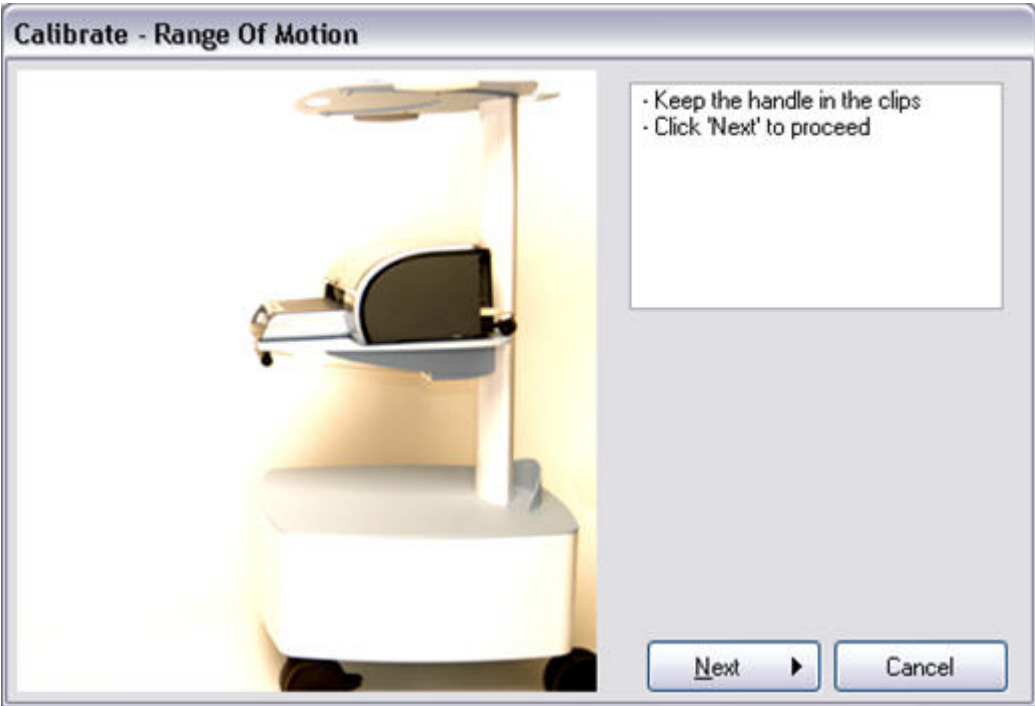 Calibrate - Range Of Motion
- Keep the handle in the clips
- Click 'Next' to proceed
Next
Cancel